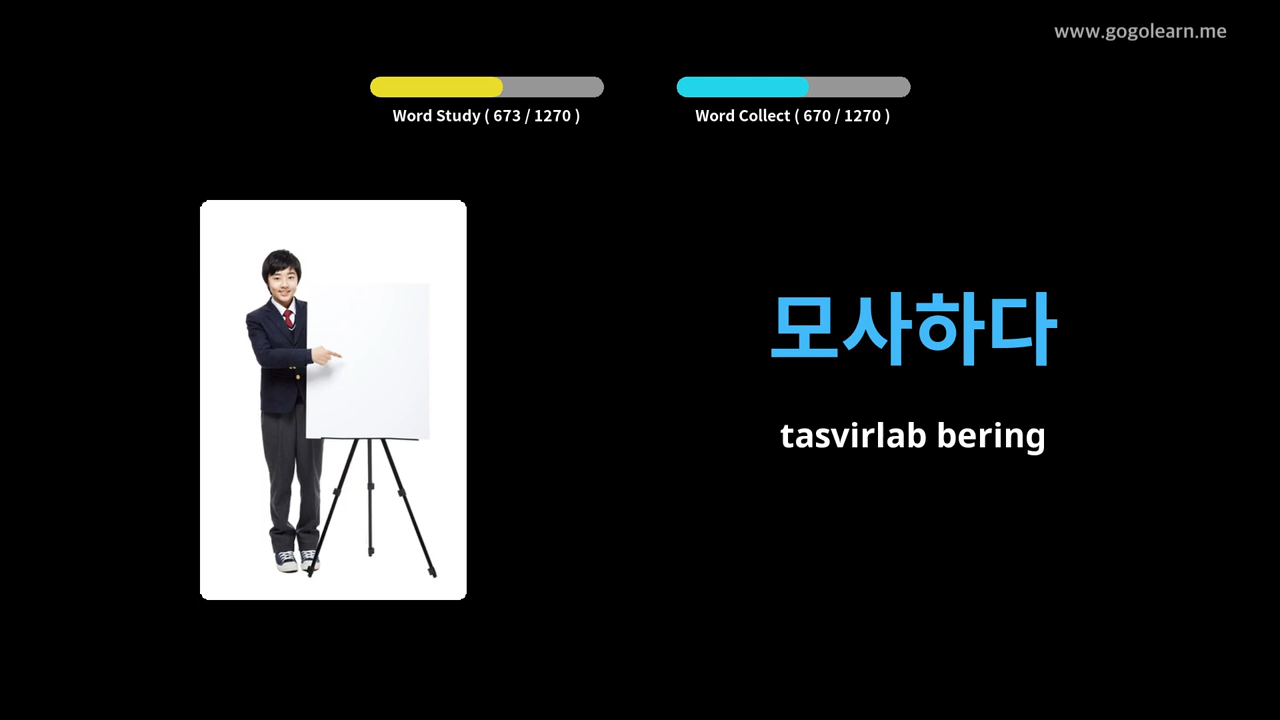 www.gogolearn.me
Word Study ( 673 / 1270 )
Word Collect ( 670 / 1270 )
모사하다
tasvirlab bering